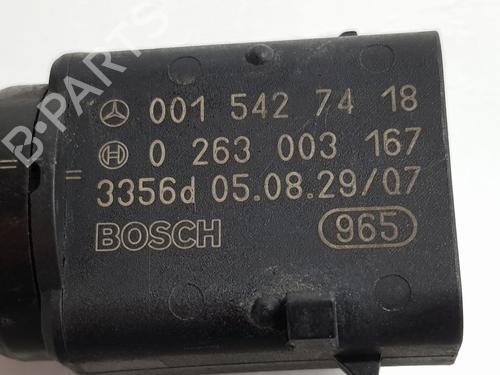 001 542 74 18
0 263 003 167
= 3356d 05.08.29/07 =
BOSCH 965
B-PARTS